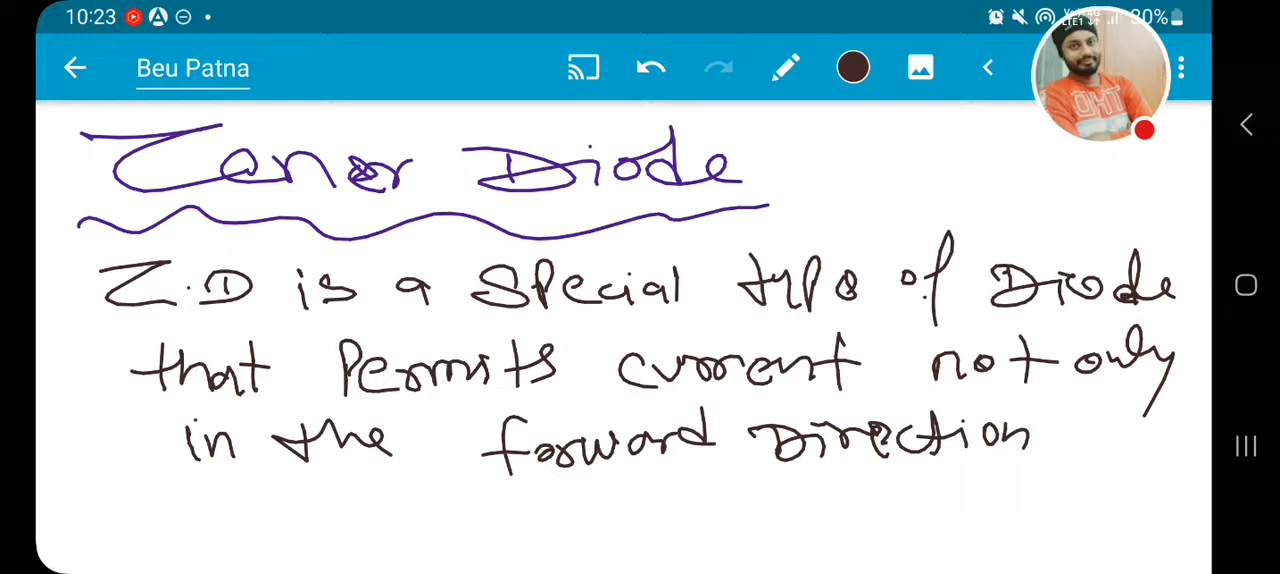 10:23 30%
Beu Patna
Zener Diode
Z.D is a Special type of Diode
that Permits current not only
in the forward Direction